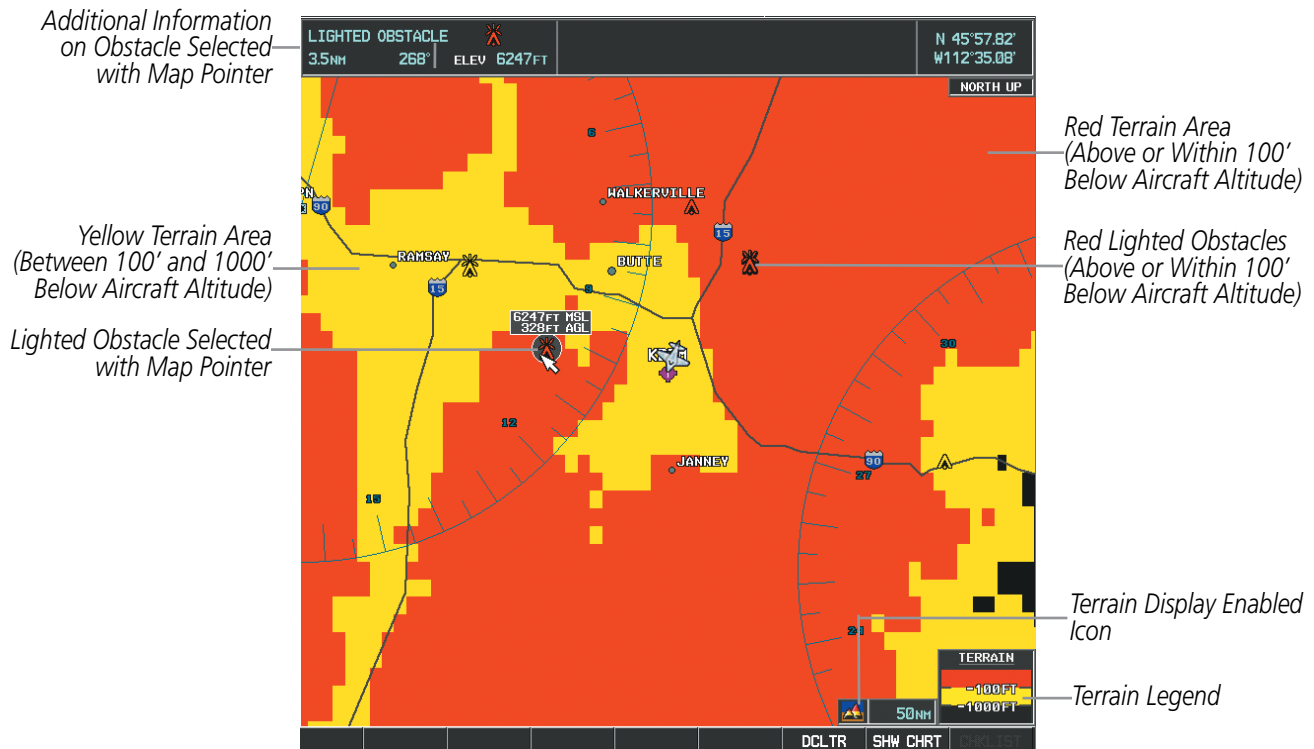 Additional Information
on Obstacle Selected
with Map Pointer
LIGHTED OBSTACLE
3.5NM 268° ELEV 6247FT
N 45°57.82'
W112°35.08'
NORTH UP
Red Terrain Area
(Above or Within 100'
Below Aircraft Altitude)
6
WALKERVILLE
PN
90
15
Yellow Terrain Area
(Between 100' and 1000'
Below Aircraft Altitude)
RAMSAY
BUTTE
Red Lighted Obstacles
(Above or Within 100'
Below Aircraft Altitude)
15
9
6247FT MSL
328FT AGL
Lighted Obstacle Selected
with Map Pointer
30
12
JANNEY
90
27
15
24
Terrain Display Enabled
Icon
TERRAIN
-100FT
-1000FT
Terrain Legend
50NM
DCLTR SHW CHRT CHKLIST